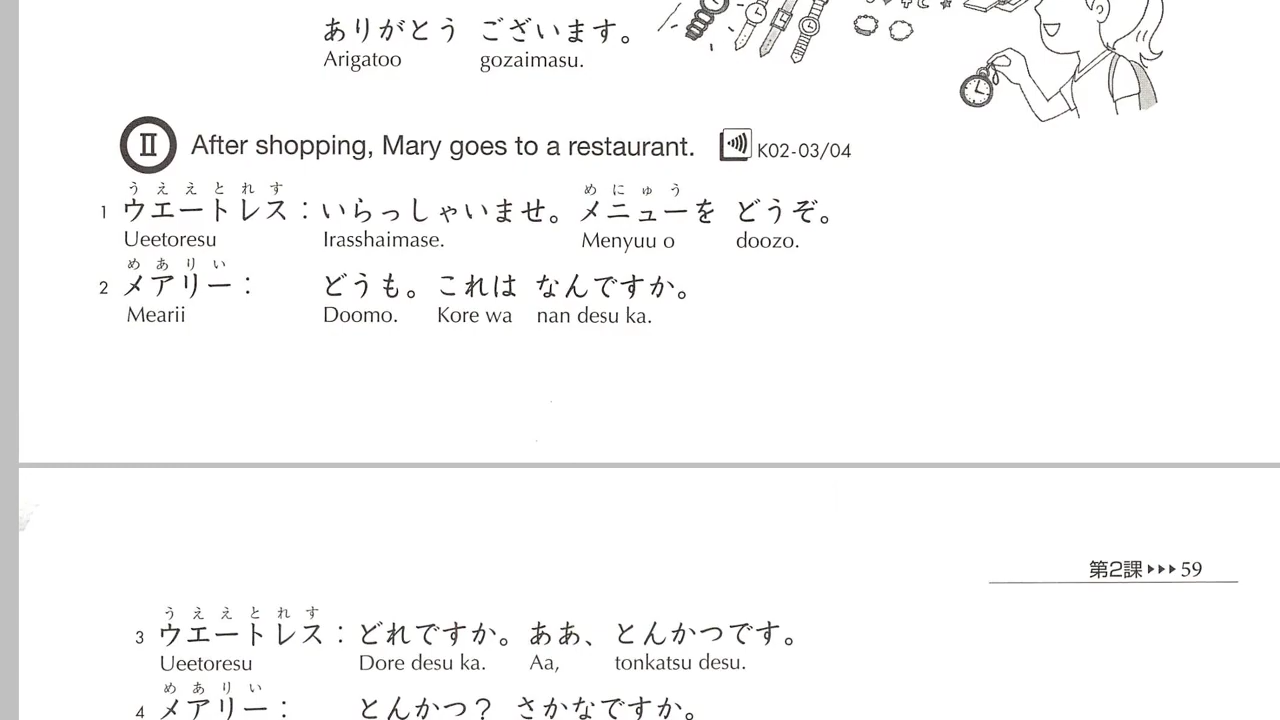 ありがとう ございます。
Arigatoo gozaimasu.
Ⅱ After shopping, Mary goes to a restaurant. K02-03/04
う え え と れ す め に ゅ う
1 ウエートレス：いらっしゃいませ。メニューを どうぞ。
Ueetoresu Irasshaimase. Menyuu o doozo.
め あ り い
2 メアリー： どうも。これは なんですか。
Mearii Doomo. Kore wa nan desu ka.
第2課 ▶▶▶ 59
う え え と れ す
3 ウエートレス：どれですか。ああ、とんかつです。
Ueetoresu Dore desu ka. Aa, tonkatsu desu.
め あ り い
4 メアリー： とんかつ？ さかなですか。